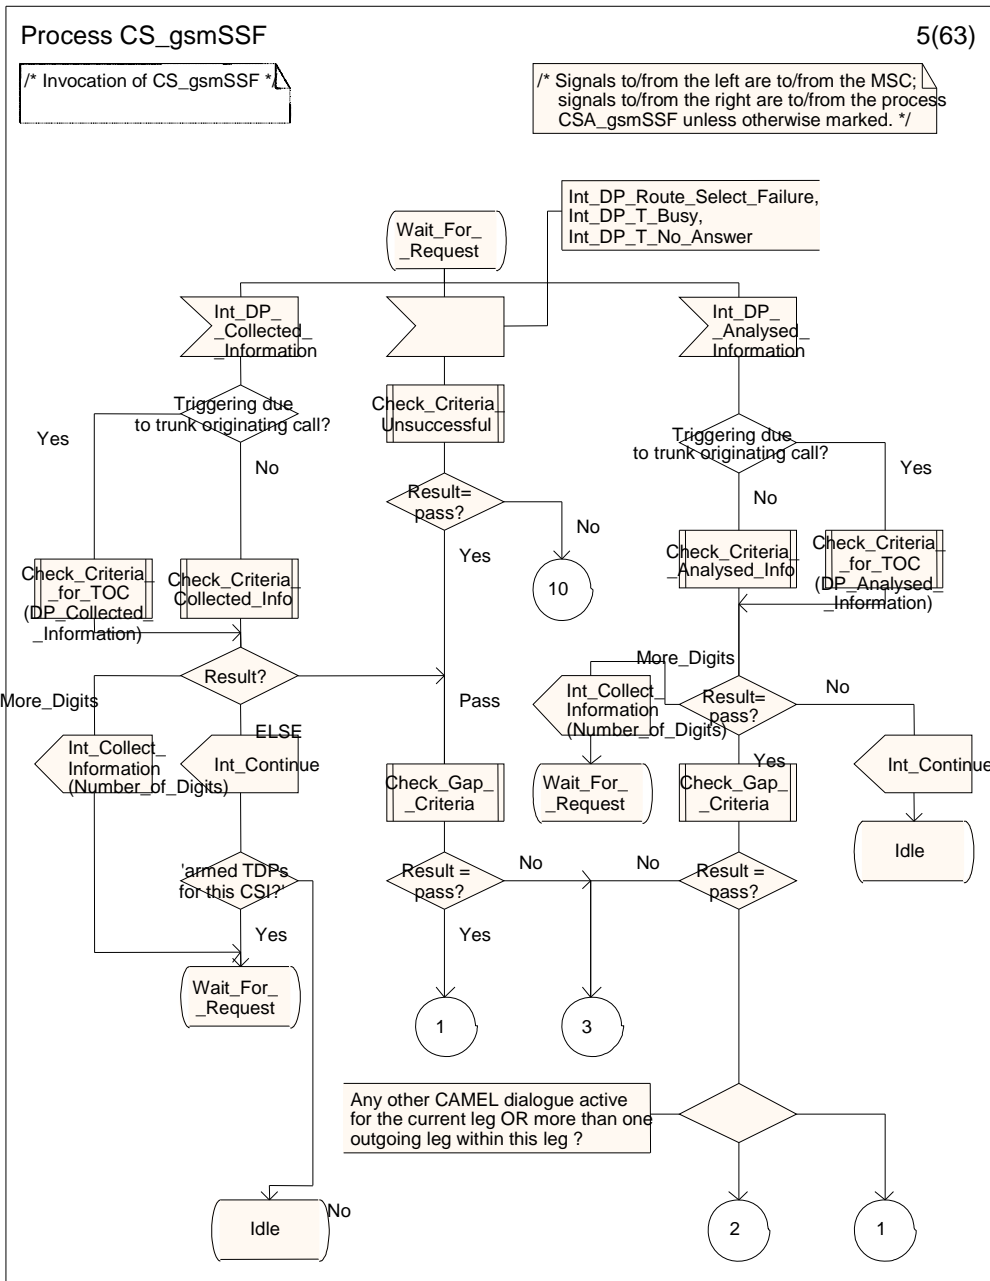 Process CS_gsmSSF
5(63)
/* Invocation of CS_gsmSSF */
/* Signals to/from the left are to/from the MSC;
signals to/from the right are to/from the process
CSA_gsmSSF unless otherwise marked. */
Int_DP_Route_Select_Failure,
Int_DP_T_Busy,
Int_DP_T_No_Answer
Wait_For_
_Request
Int_DP_
_Collected_
_Information
Int_DP_
_Analysed_
Information
Triggering due
to trunk originating call?
Yes
No
Check_Criteria_
Unsuccessful
Triggering due
to trunk originating call?
Yes
No
Result=
pass?
No
Yes
10
Check_Criteria_
_for_TOC
(DP_Collected_
_Information)
Check_Criteria_
Collected_Info
Check_Criteria_
_Analysed_Info
Check_Criteria_
_for_TOC
(DP_Analysed_
_Information)
Result?
More_Digits
Pass
ELSE
More_Digits
Result=
pass?
No
Yes
Int_Collect_
Information
(Number_of_Digits)
Int_Continue
Int_Collect_
Information
(Number_of_Digits)
Int_Continue
Check_Gap_
_Criteria
Wait_For_
_Request
Check_Gap_
_Criteria
Idle
'armed TDPs
for this CSI?'
Yes
Result =
pass?
No
Yes
No
Result =
pass?
Wait_For_
_Request
1
3
Any other CAMEL dialogue active
for the current leg OR more than one
outgoing leg within this leg ?
No
Idle
2
1